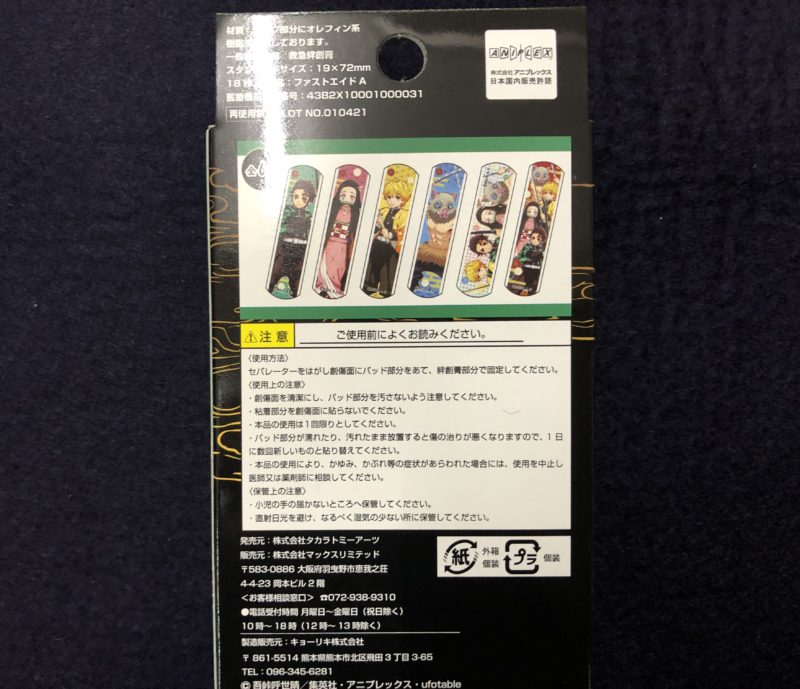 材質：
部分にオレフィン系
樹脂
しております。
一般
救急絆創膏
スタ
サイズ：19×72mm
18枚
：ファストエイドA
医療機
号：43B2X10001000031
再使用禁
LOT NO.010421
ANIPLEX
株式会社アニプレックス
日本国内販売許諾
全6
⚠注意
ご使用前によくお読みください。
〈使用方法〉
セパレーターをはがし創傷面にパッド部分をあて、絆創膏部分で固定してください。
〈使用上の注意〉
・創傷面を清潔にし、パッド部分を汚さないよう注意してください。
・粘着部分を創傷面に貼らないでください。
・本品の使用は1回限りとしてください。
・パッド部分が濡れたり、汚れたまま放置すると傷の治りが悪くなりますので、1日
に数回新しいものと貼り替えてください。
・本品の使用により、かゆみ、かぶれ等の症状があらわれた場合には、使用を中止し
医師又は薬剤師に相談してください。
〈保管上の注意〉
・小児の手の届かないところへ保管してください。
・直射日光を避け、なるべく湿気の少ない所に保管してください。
発売元：株式会社タカラトミーアーツ
販売元：株式会社マックスリミテッド
〒583-0886 大阪府羽曳野市恵我之荘
4-4-23 岡本ビル2階
＜お客様相談窓口＞ ☎072-938-9310
●電話受付時間 月曜日〜金曜日（祝日除く）
10時〜18時（12時〜13時除く）
紙
外箱
個装
プラ
個装
製造販売元：キョーリキ株式会社
〒861-5514 熊本県熊本市北区飛田3丁目3-65
TEL：096-345-6281
©吾峠呼世晴／集英社・アニプレックス・ufotable